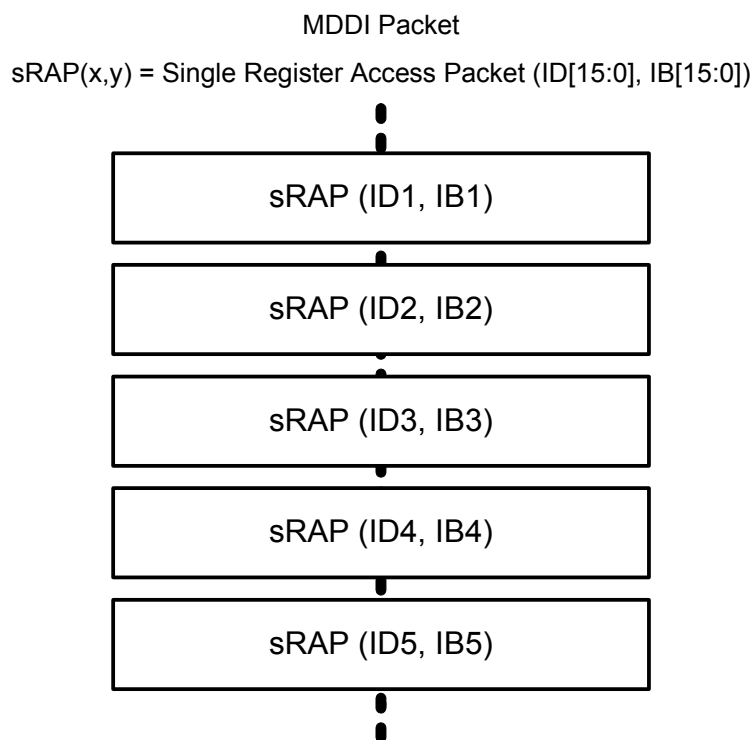 MDDI Packet
sRAP(x,y) = Single Register Access Packet (ID[15:0], IB[15:0])
sRAP (ID1, IB1)
sRAP (ID2, IB2)
sRAP (ID3, IB3)
sRAP (ID4, IB4)
sRAP (ID5, IB5)